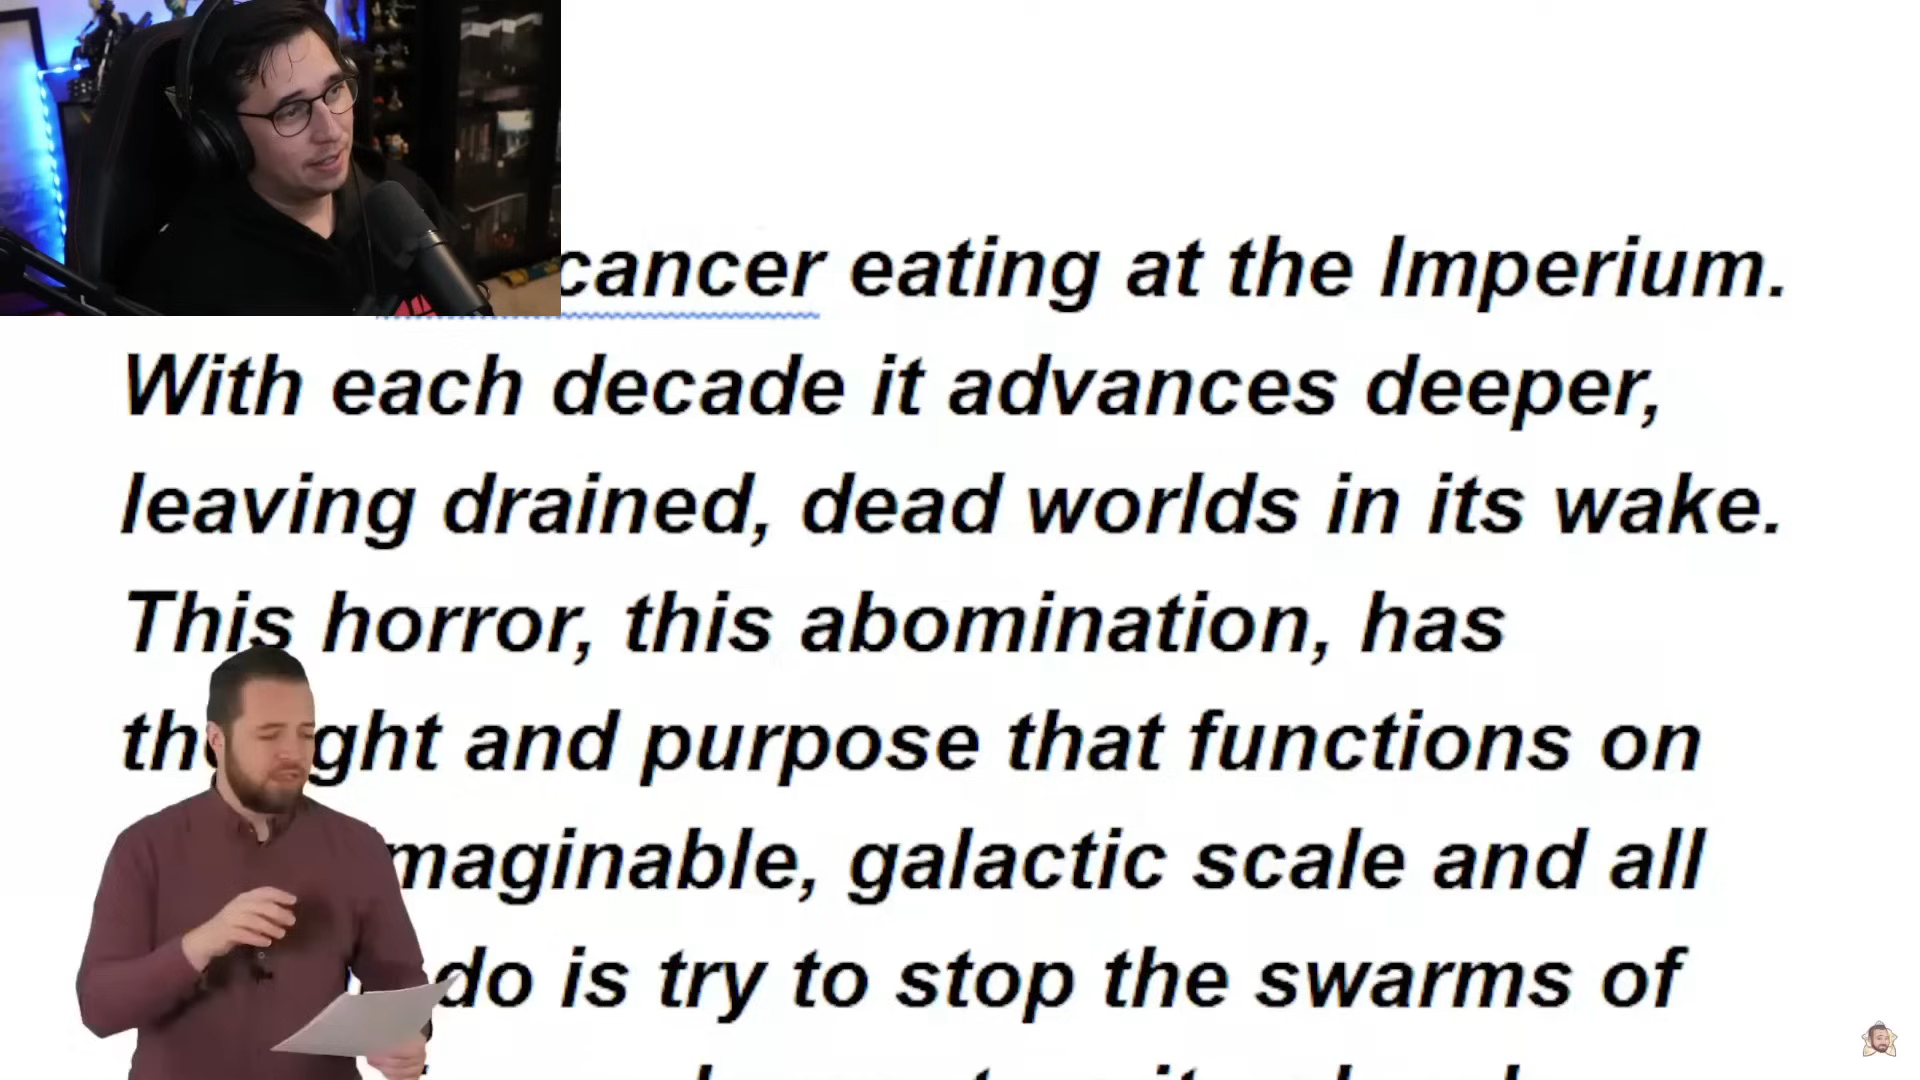 cancer eating at the Imperium.
With each decade it advances deeper,
leaving drained, dead worlds in its wake.
This horror, this abomination, has
thought and purpose that functions on
maginable, galactic scale and all
do is try to stop the swarms of